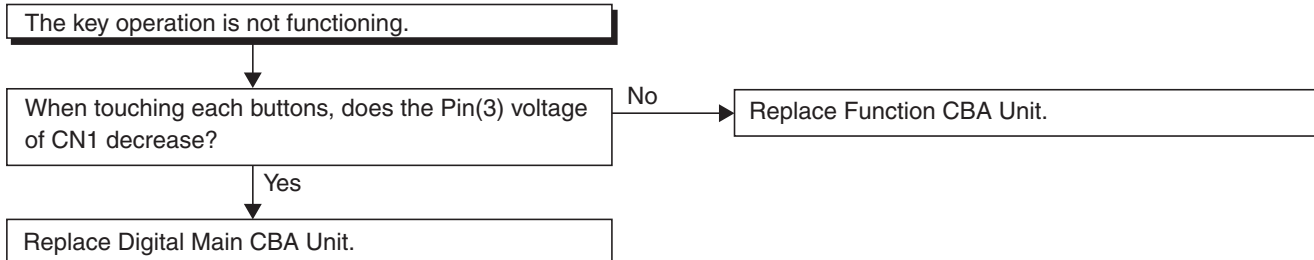 The key operation is not functioning.
When touching each buttons, does the Pin(3) voltage
of CN1 decrease?
No
Replace Function CBA Unit.
Yes
Replace Digital Main CBA Unit.